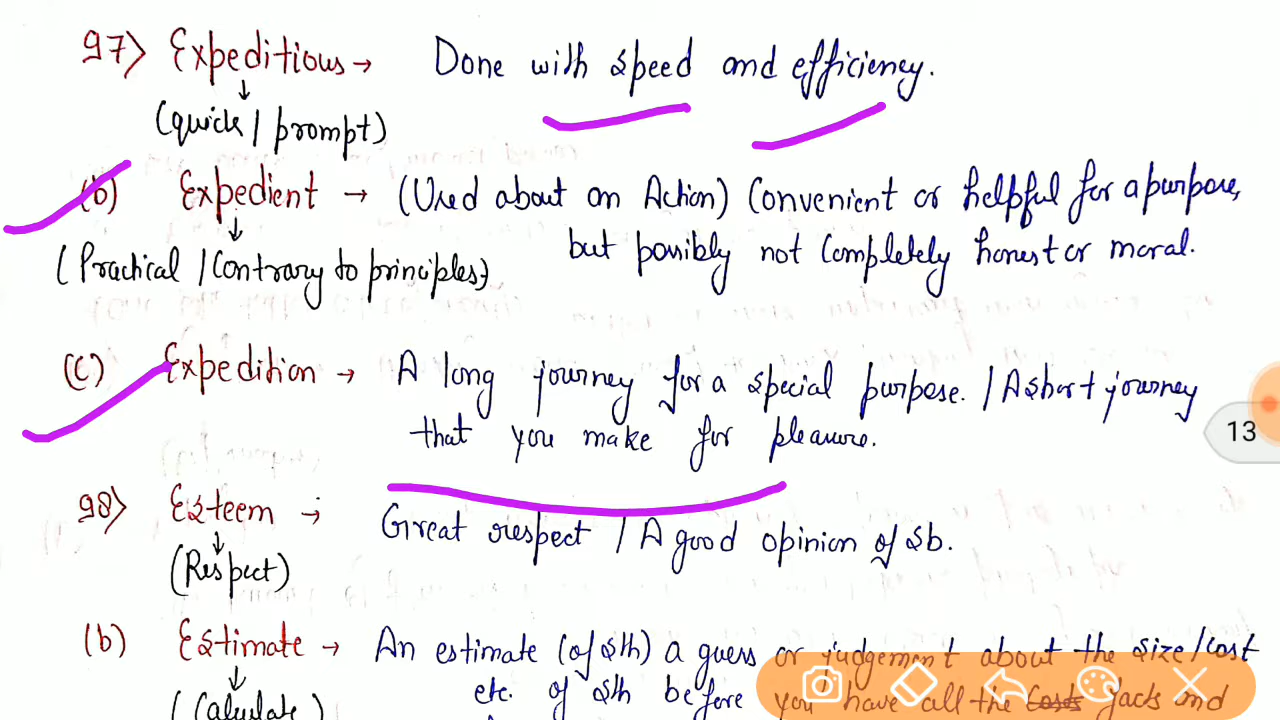 97) Expeditious → Done with speed and efficiency.
(quick / prompt)
(b) Expedient → (Used about an Action) Convenient or helpful for a purpose,
but possibly not completely honest or moral.
(Practical / Contrary to principles)
(C) Expedition → A long journey for a special purpose. / A short journey
that you make for pleasure.
13
98) Esteem → Great respect / A good opinion of sb.
(Respect)
(b) Estimate → An estimate (of sth) a guess or judgement about the size/cost
etc. of sth before you have all the facts and
(Calculate)